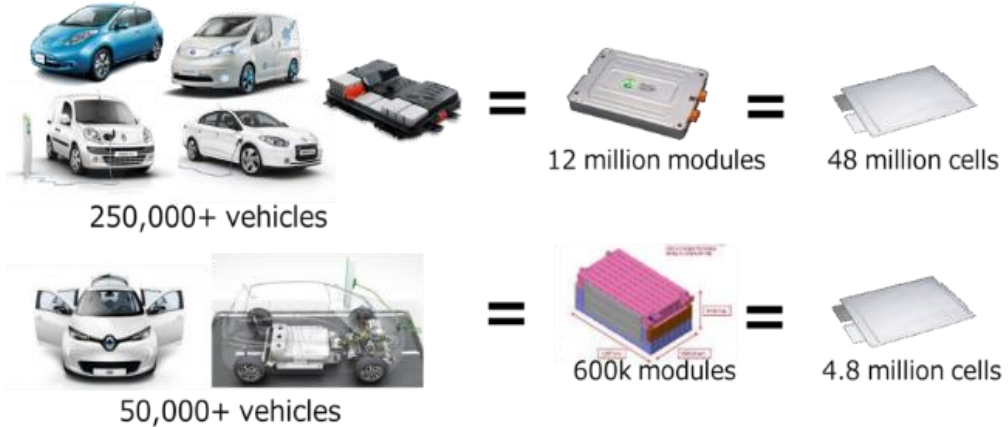 12 million modules
48 million cells
250,000+ vehicles
600k modules
4.8 million cells
50,000+ vehicles